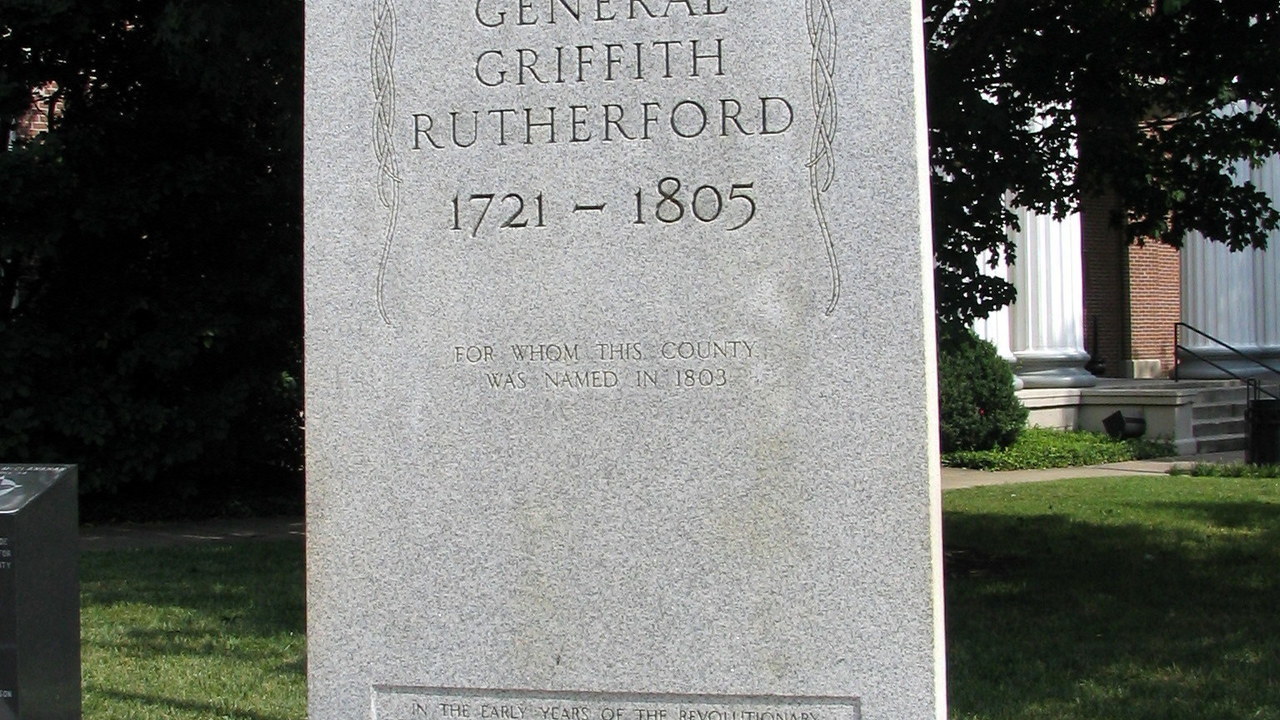 GENERAL
GRIFFITH
RUTHERFORD
1721 – 1805
FOR WHOM THIS COUNTY
WAS NAMED IN 1803
IN THE EARLY YEARS OF THE REVOLUTIONARY